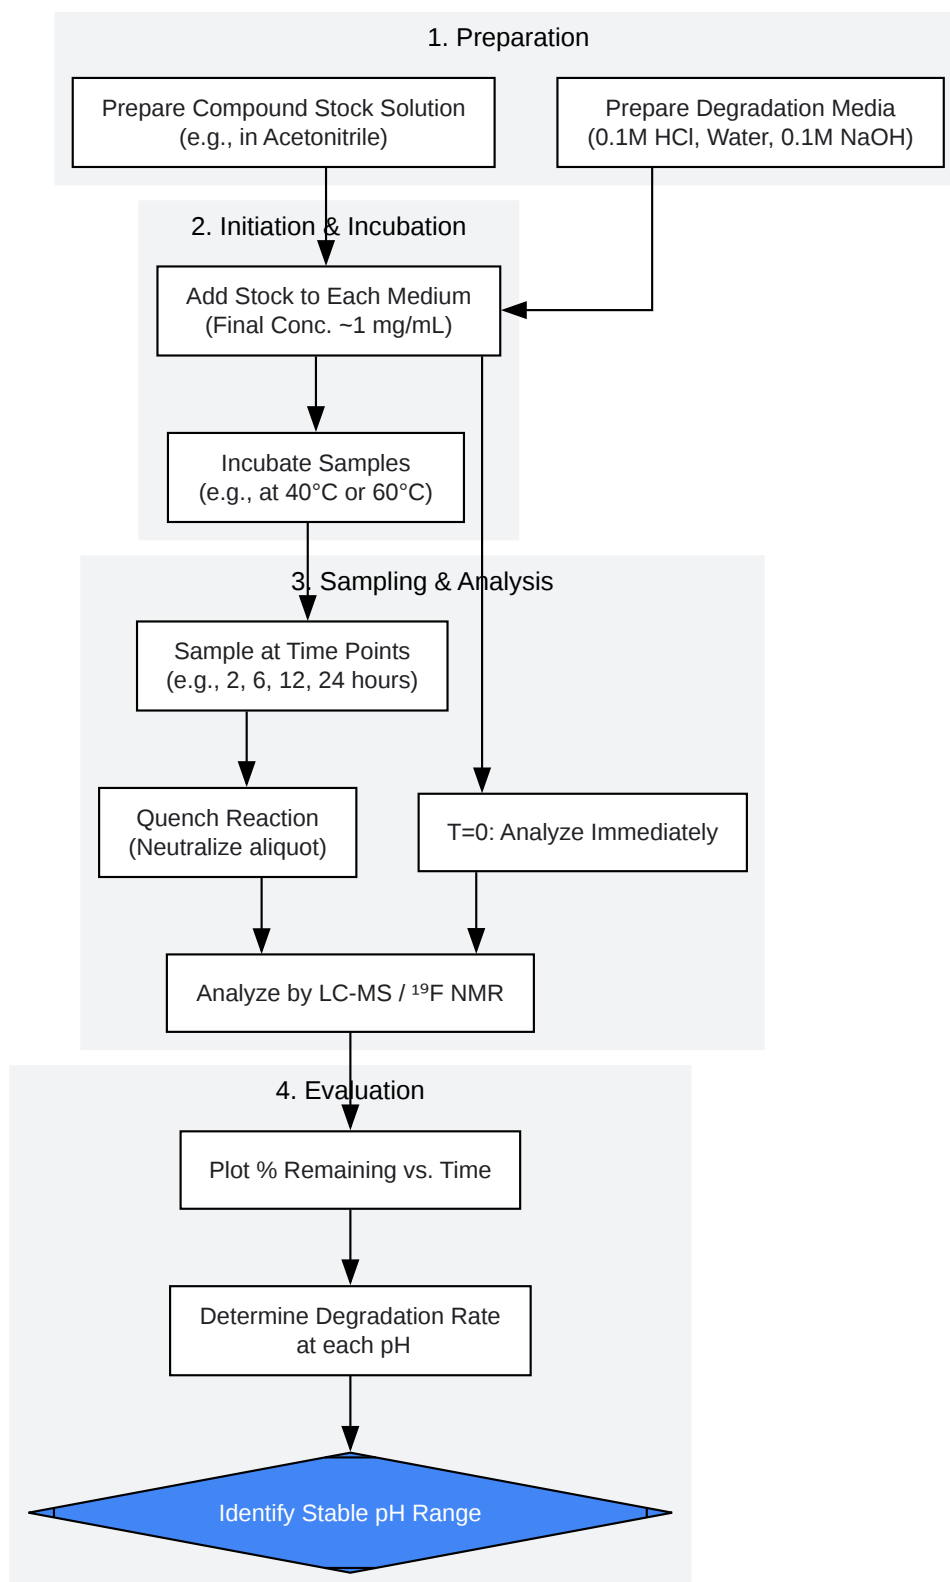 1. Preparation
Prepare Compound Stock Solution
(e.g., in Acetonitrile)
Prepare Degradation Media
(0.1M HCl, Water, 0.1M NaOH)
2. Initiation & Incubation
Add Stock to Each Medium
(Final Conc. ~1 mg/mL)
Incubate Samples
(e.g., at 40°C or 60°C)
3. Sampling & Analysis
Sample at Time Points
(e.g., 2, 6, 12, 24 hours)
Quench Reaction
(Neutralize aliquot)
T=0: Analyze Immediately
Analyze by LC-MS / ¹⁹F NMR
4. Evaluation
Plot % Remaining vs. Time
Determine Degradation Rate
at each pH
Identify Stable pH Range